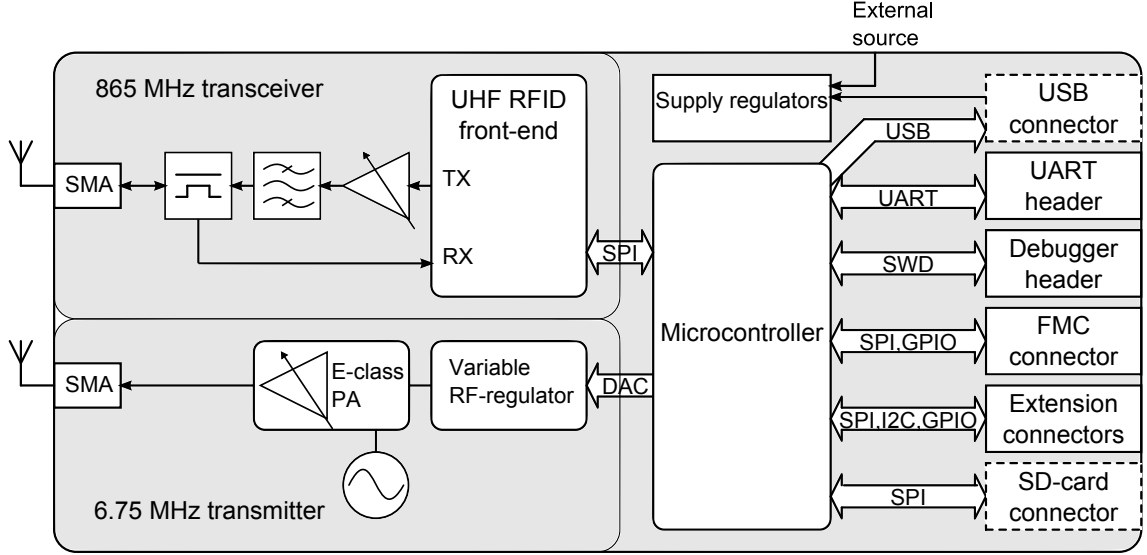 External
source
865 MHz transceiver
UHF RFID
front-end
Supply regulators
USB
connector
USB
SMA
TX
UART
UART
header
RX
SPI
SWD
Debugger
header
Microcontroller
SPI,GPIO
FMC
connector
SMA
E-class
PA
Variable
RF-regulator
DAC
SPI,I2C,GPIO
Extension
connectors
6.75 MHz transmitter
SPI
SD-card
connector